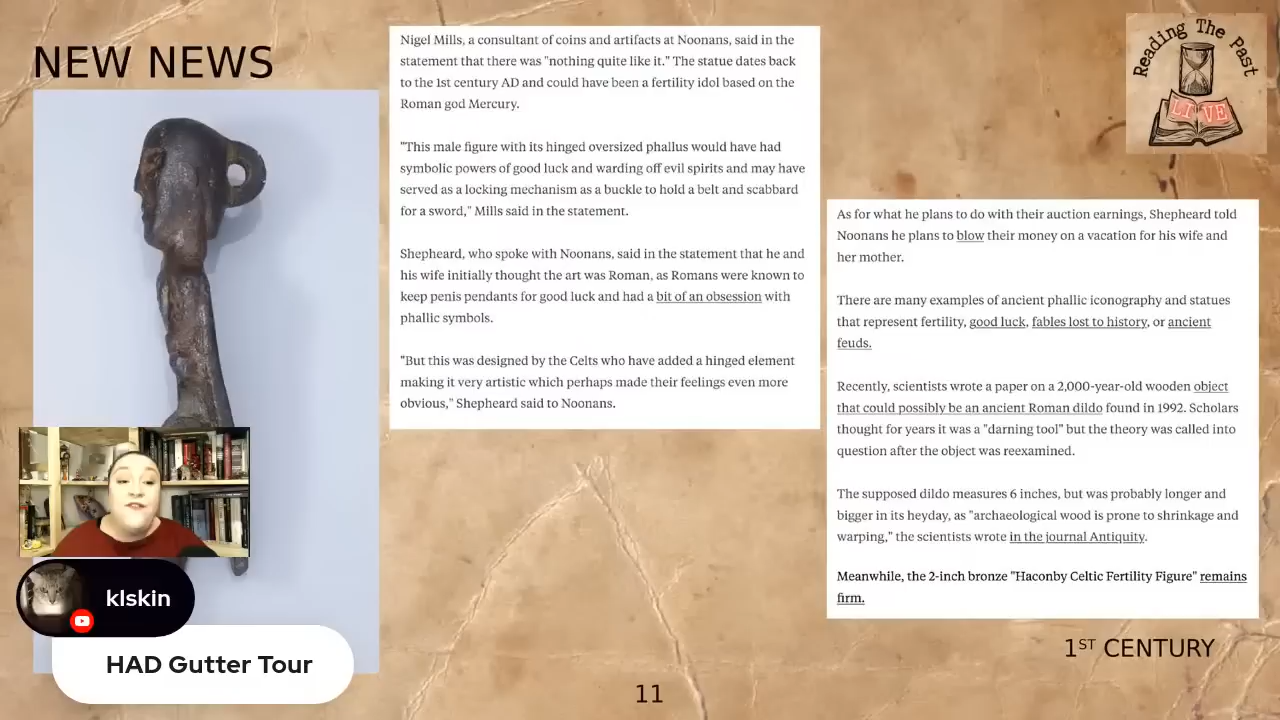 NEW NEWS
Nigel Mills, a consultant of coins and artifacts at Noonans, said in the
statement that there was "nothing quite like it." The statue dates back
to the 1st century AD and could have been a fertility idol based on the
Roman god Mercury.
"This male figure with its hinged oversized phallus would have had
symbolic powers of good luck and warding off evil spirits and may have
served as a locking mechanism as a buckle to hold a belt and scabbard
for a sword," Mills said in the statement.
Shepheard, who spoke with Noonans, said in the statement that he and
his wife initially thought the art was Roman, as Romans were known to
keep penis pendants for good luck and had a bit of an obsession with
phallic symbols.
"But this was designed by the Celts who have added a hinged element
making it very artistic which perhaps made their feelings even more
obvious," Shepheard said to Noonans.
Reading The Past
LIVE
As for what he plans to do with their auction earnings, Shepheard told
Noonans he plans to blow their money on a vacation for his wife and
her mother.
There are many examples of ancient phallic iconography and statues
that represent fertility, good luck, fables lost to history, or ancient
feuds.
Recently, scientists wrote a paper on a 2,000-year-old wooden object
that could possibly be an ancient Roman dildo found in 1992. Scholars
thought for years it was a "darning tool" but the theory was called into
question after the object was reexamined.
The supposed dildo measures 6 inches, but was probably longer and
bigger in its heyday, as "archaeological wood is prone to shrinkage and
warping," the scientists wrote in the journal Antiquity.
Meanwhile, the 2-inch bronze "Haconby Celtic Fertility Figure" remains
firm.
klskin
HAD Gutter Tour
1ST CENTURY
11